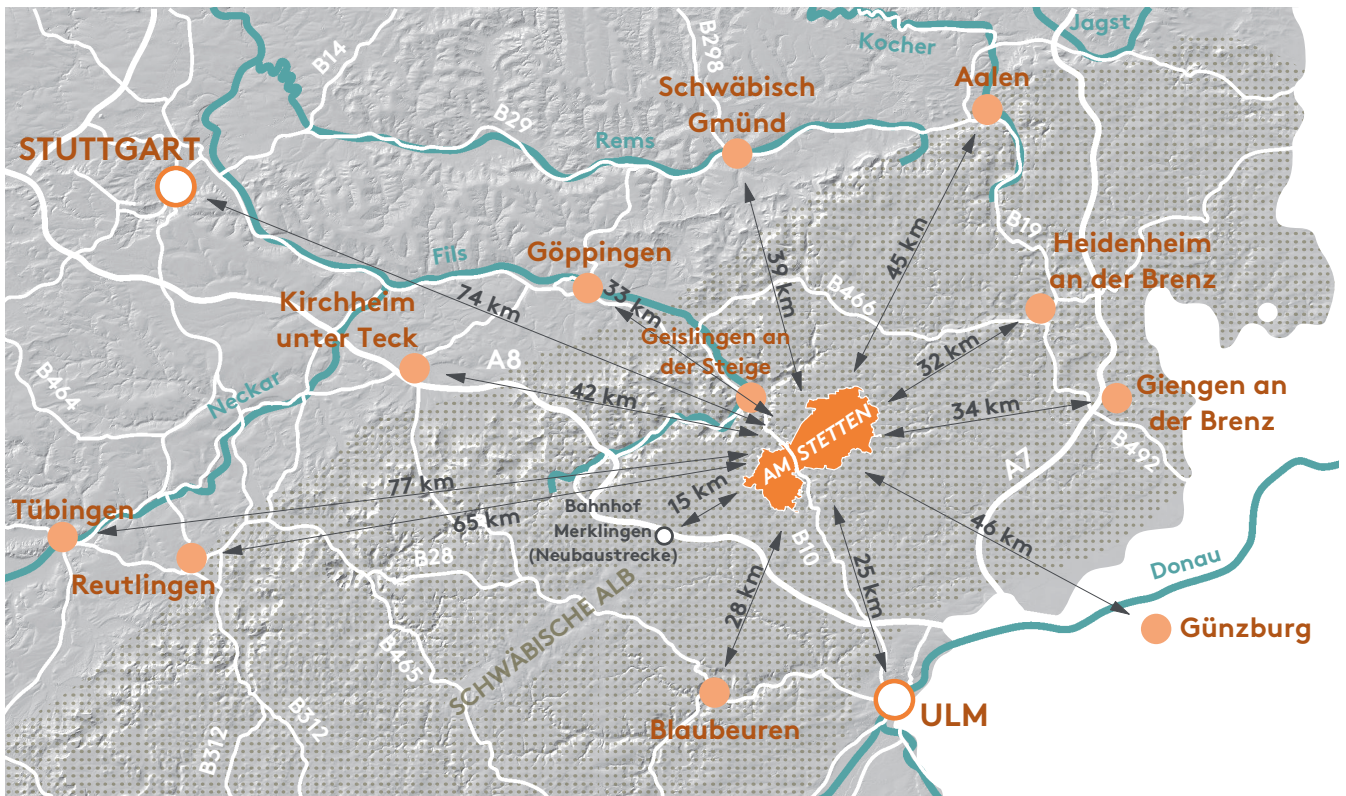 Jagst
Kocher
B14
B298
Schwäbisch
Gmünd
Aalen
B29
Rems
STUTTGART
B19
Heidenheim
an der Brenz
Fils
Göppingen
39 km
45 km
B466
74 km
33 km
Kirchheim
unter Teck
Geislingen an
der Steige
32 km
A8
B464
Neckar
42 km
34 km
Giengen an
der Brenz
AM STETTEN
B492
A7
77 km
15 km
Tübingen
65 km
Bahnhof
Merklingen
(Neubaustrecke)
46 km
B10
Donau
Reutlingen
B28
25 km
28 km
SCHWÄBISCHE ALB
Günzburg
B465
Blaubeuren
ULM
B312
B312